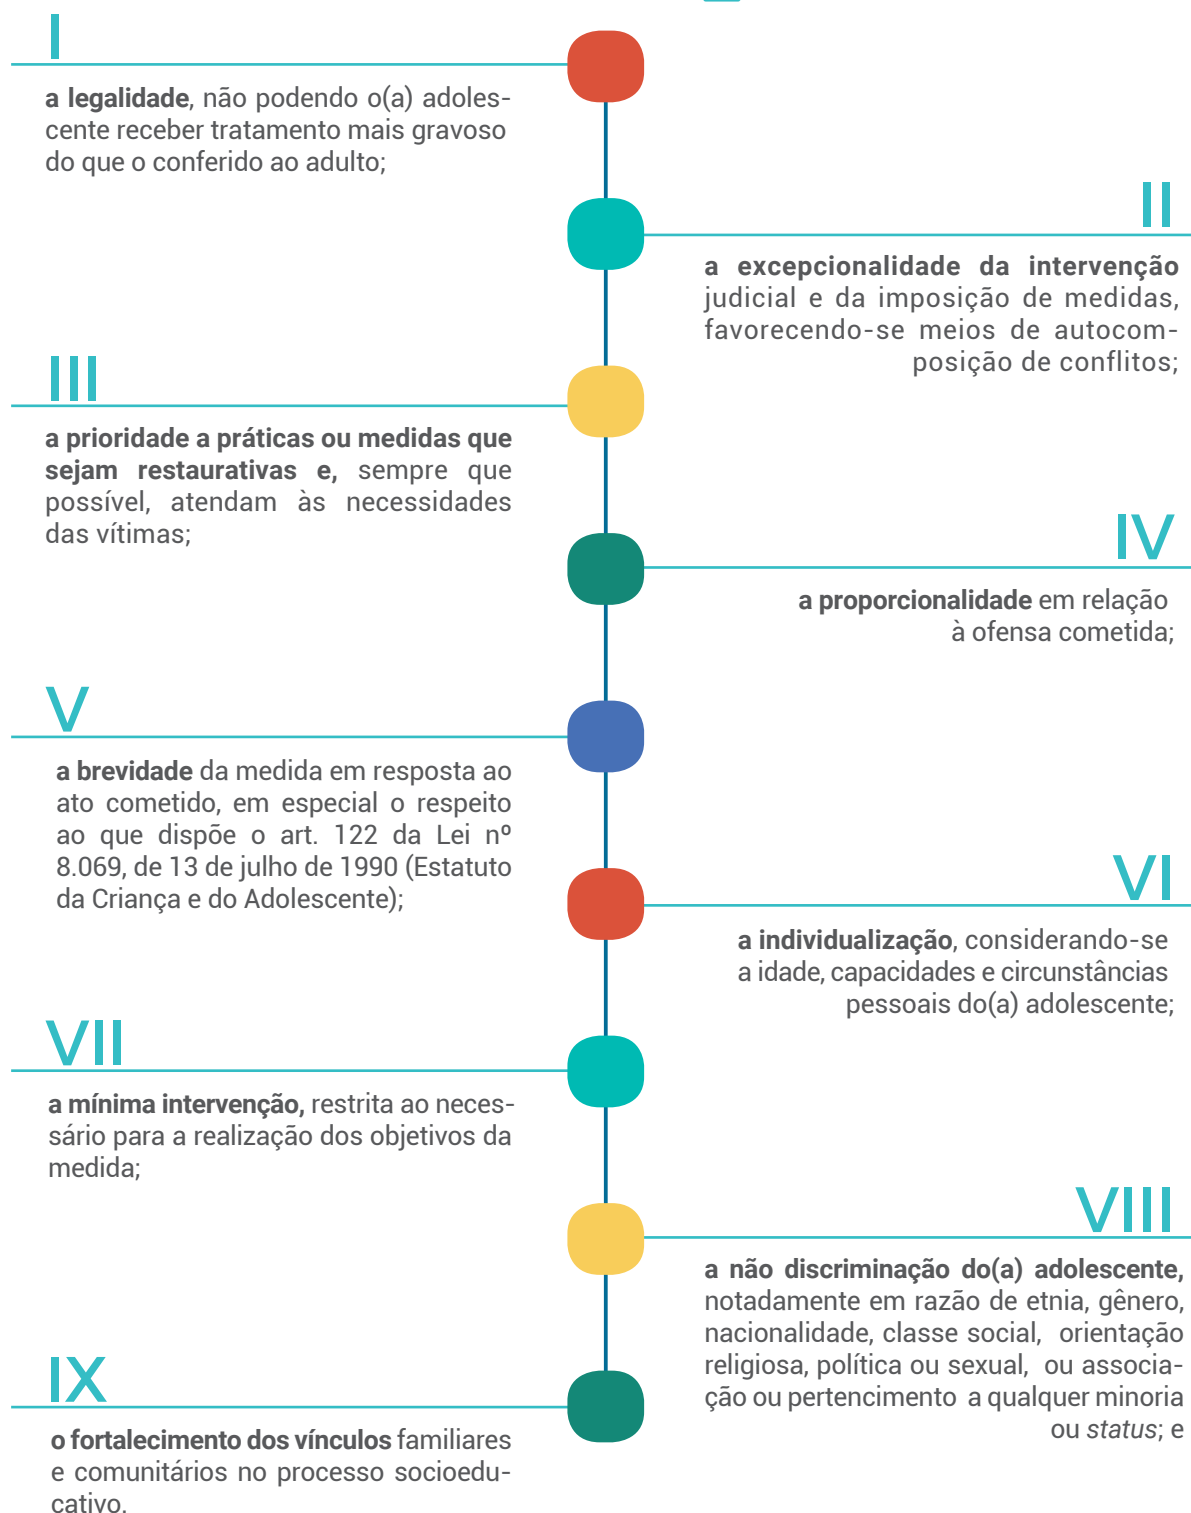 I
a legalidade, não podendo o(a) adoles-
cente receber tratamento mais gravoso
do que o conferido ao adulto;
II
a excepcionalidade da intervenção
judicial e da imposição de medidas,
favorecendo-se meios de autocom-
posição de conflitos;
III
a prioridade a práticas ou medidas que
sejam restaurativas e, sempre que
possível, atendam às necessidades
das vítimas;
IV
a proporcionalidade em relação
à ofensa cometida;
V
a brevidade da medida em resposta ao
ato cometido, em especial o respeito
ao que dispõe o art. 122 da Lei nº
8.069, de 13 de julho de 1990 (Estatuto
da Criança e do Adolescente);
VI
a individualização, considerando-se
a idade, capacidades e circunstâncias
pessoais do(a) adolescente;
VII
a mínima intervenção, restrita ao neces-
sário para a realização dos objetivos da
medida;
VIII
a não discriminação do(a) adolescente,
notadamente em razão de etnia, gênero,
nacionalidade, classe social, orientação
religiosa, política ou sexual, ou associa-
ção ou pertencimento a qualquer minoria
ou status; e
IX
o fortalecimento dos vínculos familiares
e comunitários no processo socioedu-
cativo.